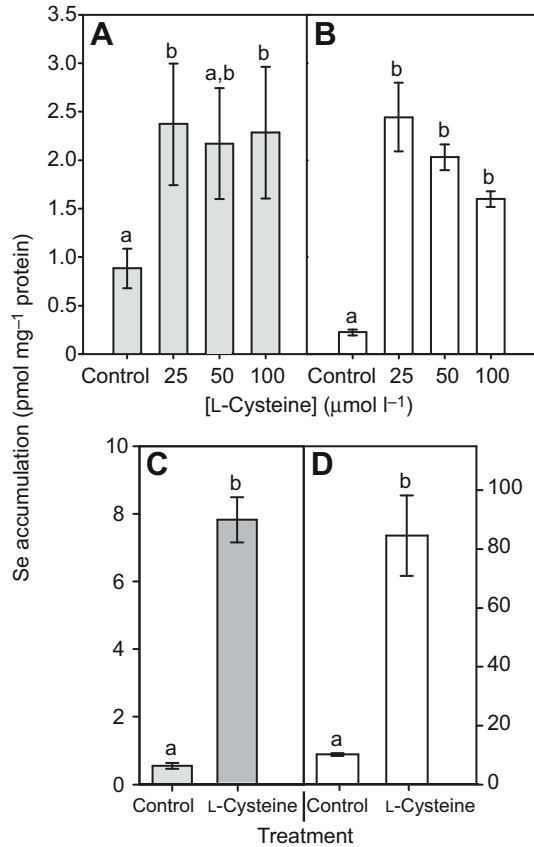 A B
3.5
3.0
2.5
2.0
1.5
1.0
0.5
0
a b a,b b
a b b b
Control 25 50 100 Control 25 50 100
[L-Cysteine] (μmol l⁻¹)
Se accumulation (pmol mg⁻¹ protein)
C D
10
8
6
4
2
0
a b
a b
100
80
60
40
20
0
Control L-Cysteine Control L-Cysteine
Treatment